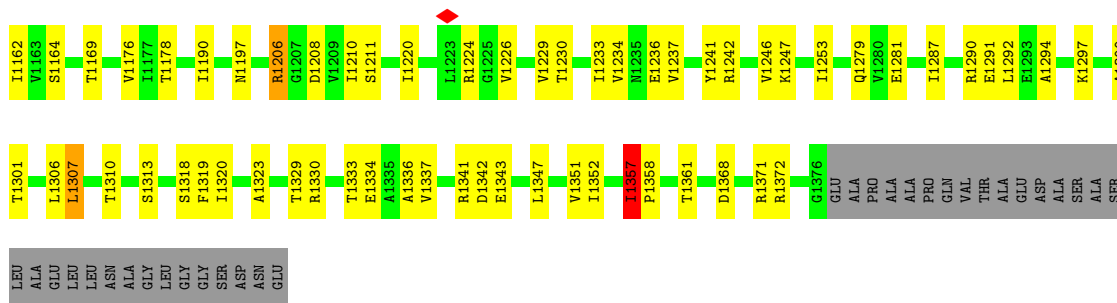 I1162 V1163 S1164 T1169 V1176 I1177 T1178 I1190 N1197 R1206 G1207 D1208 V1209 I1210 S1211 I1220 L1223 R1224 G1225 V1226 V1229 T1230 I1233 V1234 N1235 E1236 V1237 Y1241 R1242 V1246 K1247 I1253 Q1279 V1280 E1281 I1287 R1290 E1291 L1292 E1293 A1294 K1297
T1301 L1306 L1307 T1310 S1313 S1318 F1319 I1320 A1323 T1329 R1330 T1333 E1334 A1335 A1336 V1337 R1341 D1342 E1343 L1347 V1351 I1352 I1357 P1358 T1361 D1368 R1371 R1372 G1376 GLU ALA PRO ALA ALA PRO GLN VAL THR ALA GLU ASP ALA SER ALA SER
LEU ALA GLU LEU LEU ASN ALA GLY LEU GLY GLY SER ASP ASN GLU